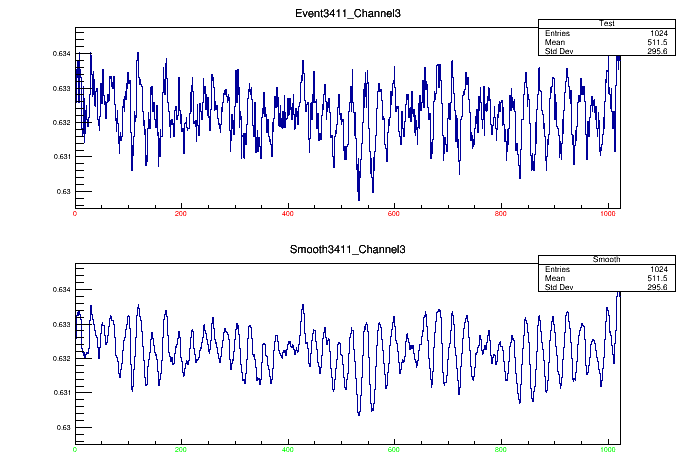 Event3411_Channel3
Test
Entries 1024
Mean 511.5
Std Dev 295.6
0.634
0.633
0.632
0.631
0.63
0 200 400 600 800 1000
Smooth3411_Channel3
Smooth
Entries 1024
Mean 511.5
Std Dev 295.6
0.634
0.633
0.632
0.631
0.63
0 200 400 600 800 1000